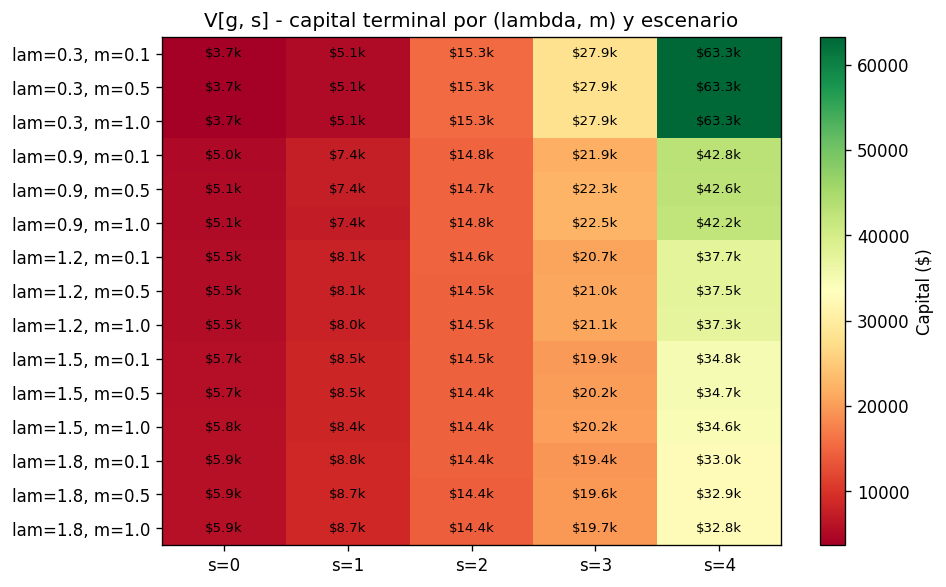 V[g, s] - capital terminal por (lambda, m) y escenario
lam=0.3, m=0.1 $3.7k $5.1k $15.3k $27.9k $63.3k
lam=0.3, m=0.5 $3.7k $5.1k $15.3k $27.9k $63.3k
lam=0.3, m=1.0 $3.7k $5.1k $15.3k $27.9k $63.3k
lam=0.9, m=0.1 $5.0k $7.4k $14.8k $21.9k $42.8k
lam=0.9, m=0.5 $5.1k $7.4k $14.7k $22.3k $42.6k
lam=0.9, m=1.0 $5.1k $7.4k $14.8k $22.5k $42.2k
lam=1.2, m=0.1 $5.5k $8.1k $14.6k $20.7k $37.7k
lam=1.2, m=0.5 $5.5k $8.1k $14.5k $21.0k $37.5k
lam=1.2, m=1.0 $5.5k $8.0k $14.5k $21.1k $37.3k
lam=1.5, m=0.1 $5.7k $8.5k $14.5k $19.9k $34.8k
lam=1.5, m=0.5 $5.7k $8.5k $14.4k $20.2k $34.7k
lam=1.5, m=1.0 $5.8k $8.4k $14.4k $20.2k $34.6k
lam=1.8, m=0.1 $5.9k $8.8k $14.4k $19.4k $33.0k
lam=1.8, m=0.5 $5.9k $8.7k $14.4k $19.6k $32.9k
lam=1.8, m=1.0 $5.9k $8.7k $14.4k $19.7k $32.8k
s=0 s=1 s=2 s=3 s=4
60000
50000
40000
30000
20000
10000
Capital ($)